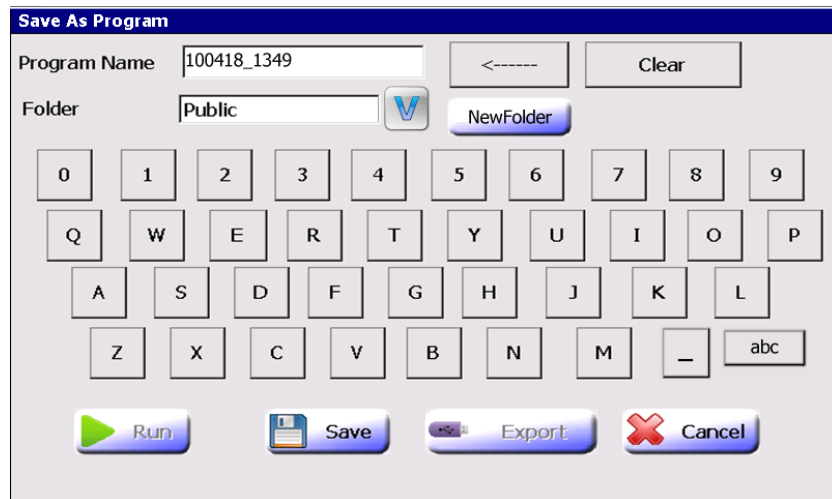 Save As Program
Program Name 100418_1349 <------ Clear
Folder Public V NewFolder
0 1 2 3 4 5 6 7 8 9
Q W E R T Y U I O P
A S D F G H J K L
Z X C V B N M _ abc
Run Save Export Cancel